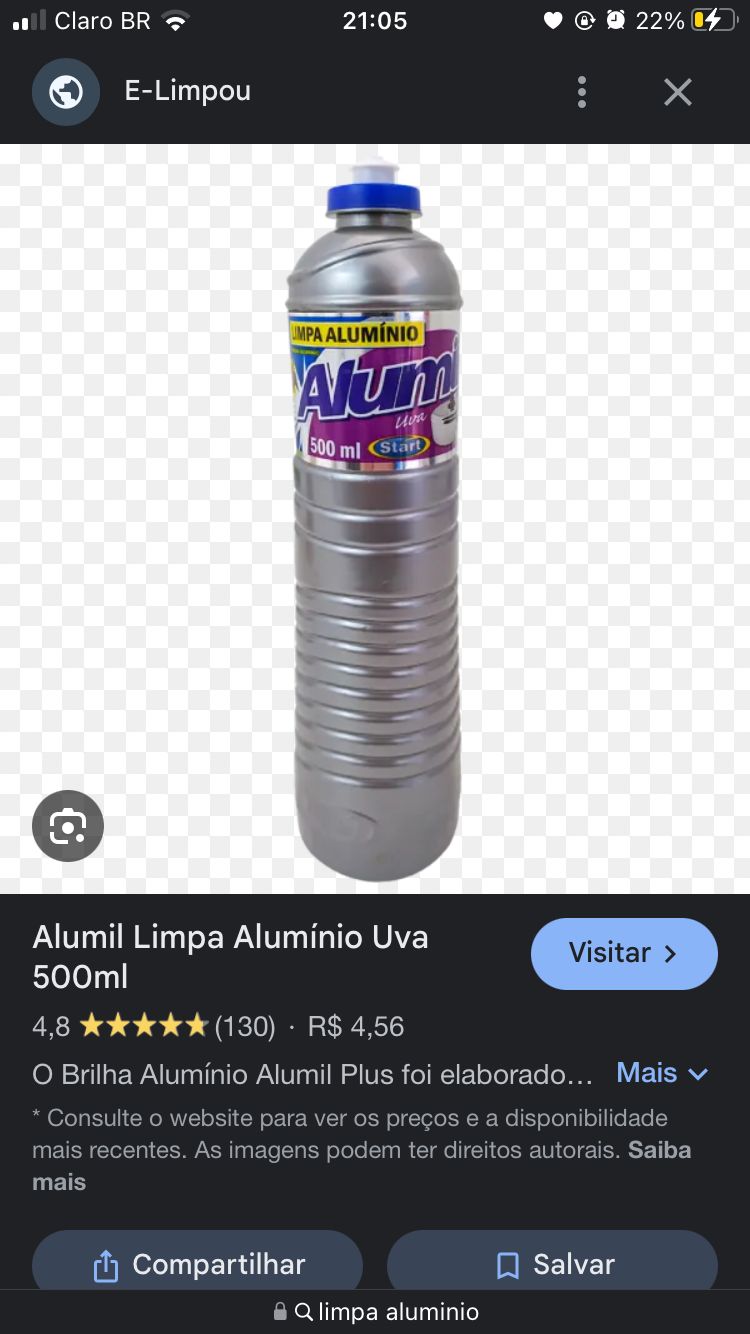 Claro BR
21:05
22%
E-Limpou
LIMPA ALUMÍNIO
Alumi
Uva
500 ml
Start
Alumil Limpa Alumínio Uva
500ml
Visitar
4,8
(130) · R$ 4,56
O Brilha Alumínio Alumil Plus foi elaborado...
Mais
* Consulte o website para ver os preços e a disponibilidade
mais recentes. As imagens podem ter direitos autorais. Saiba
mais
Compartilhar
Salvar
limpa aluminio